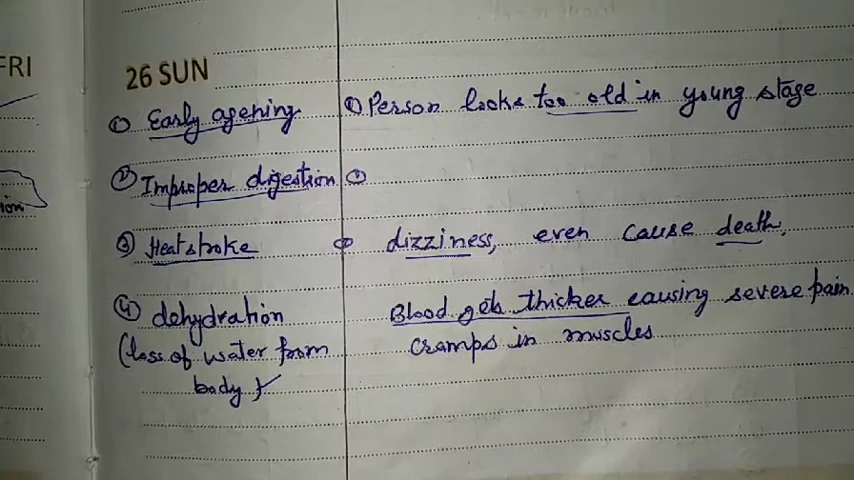 FRI
26 SUN
① Early agening ① Person looks too old in young stage
② Improper digestion ②
③ Heatstroke dizziness, even cause death,
④ dehydration Blood gets thicker causing severe pain
(loss of water from cramps in muscles
body)